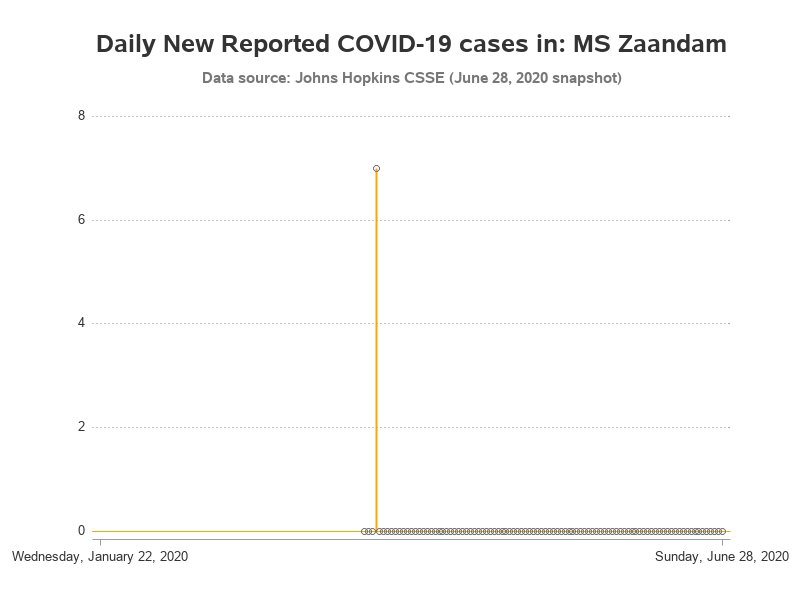 Daily New Reported COVID-19 cases in: MS Zaandam
Data source: Johns Hopkins CSSE (June 28, 2020 snapshot)
8
6
4
2
0
Wednesday, January 22, 2020
Sunday, June 28, 2020